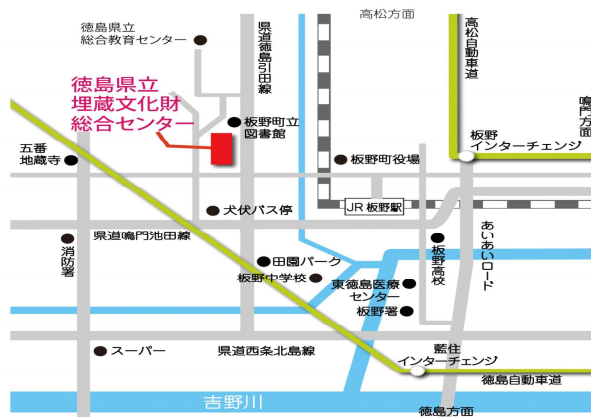 高松方面
徳島県立
総合教育センター
県道徳島引田線
高松自動車道
鳴門方面
徳島県立
埋蔵文化財
総合センター
板野町立
図書館
五番
地蔵寺
板野町役場
板野
インターチェンジ
犬伏バス停
JR 板野駅
県道鳴門池田線
消防署
田園パーク
板野中学校
板野高校
あいあいロード
東徳島医療
センター
板野署
スーパー
県道西条北島線
藍住
インターチェンジ
徳島自動車道
吉野川
徳島方面